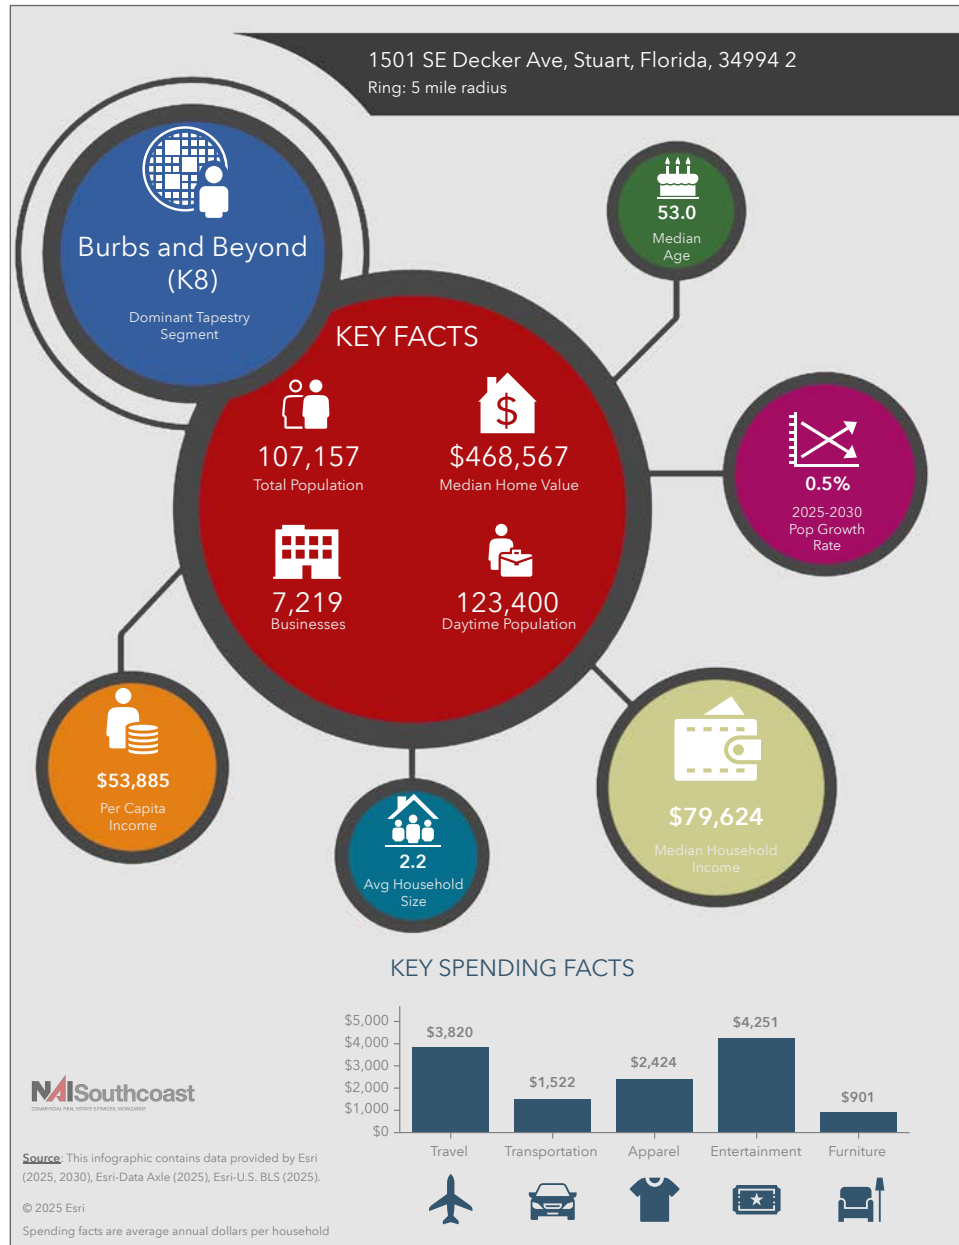 1501 SE Decker Ave, Stuart, Florida, 34994 2
Ring: 5 mile radius
Burbs and Beyond
(K8)
Dominant Tapestry
Segment
53.0
Median
Age
KEY FACTS
107,157
Total Population
$
$468,567
Median Home Value
7,219
Businesses
123,400
Daytime Population
0.5%
2025-2030
Pop Growth
Rate
$53,885
Per Capita
Income
2.2
Avg Household
Size
$79,624
Median Household
Income
KEY SPENDING FACTS
$5,000
$4,000
$3,000
$2,000
$1,000
$0
$3,820
$1,522
$2,424
$4,251
$901
Travel
Transportation
Apparel
Entertainment
Furniture
NAISouthcoast
COMMERCIAL REAL ESTATE SERVICES, WORLDWIDE
Source: This infographic contains data provided by Esri
(2025, 2030), Esri-Data Axle (2025), Esri-U.S. BLS (2025).
© 2025 Esri
Spending facts are average annual dollars per household